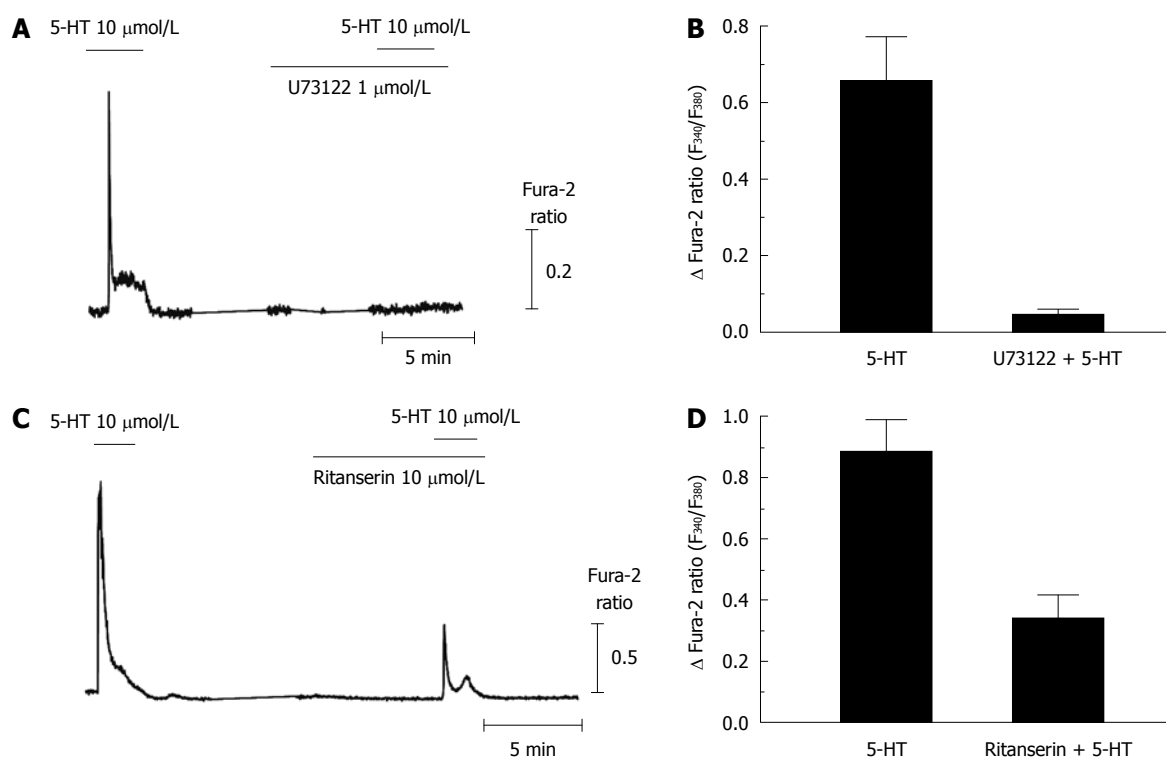 A
5-HT 10 μmol/L
5-HT 10 μmol/L
U73122 1 μmol/L
Fura-2
ratio
0.2
5 min
B
0.8
0.6
0.4
0.2
0.0
Δ Fura-2 ratio (F340/F380)
5-HT
U73122 + 5-HT
C
5-HT 10 μmol/L
5-HT 10 μmol/L
Ritanserin 10 μmol/L
Fura-2
ratio
0.5
5 min
D
1.0
0.8
0.6
0.4
0.2
0.0
Δ Fura-2 ratio (F340/F380)
5-HT
Ritanserin + 5-HT